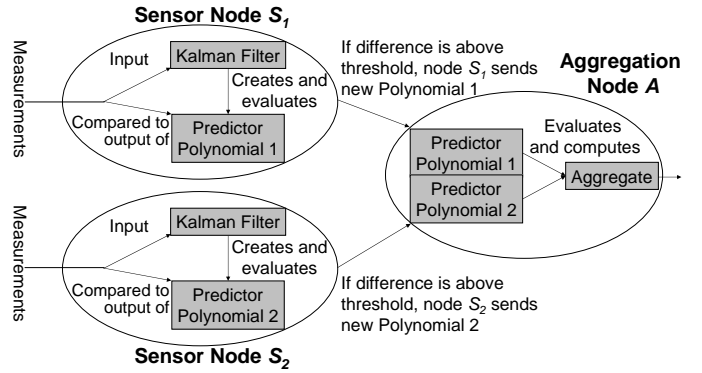 Sensor Node S1
Measurements
Input
Kalman Filter
Creates and
evaluates
Compared to
output of
Predictor
Polynomial 1
If difference is above
threshold, node S1 sends
new Polynomial 1
Aggregation
Node A
Predictor
Polynomial 1
Predictor
Polynomial 2
Evaluates
and computes
Aggregate
Measurements
Input
Kalman Filter
Creates and
evaluates
Compared to
output of
Predictor
Polynomial 2
If difference is above
threshold, node S2 sends
new Polynomial 2
Sensor Node S2